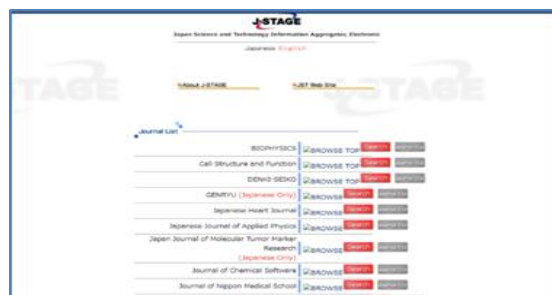 J-STAGE
Japan Science and Technology Information Aggregator, Electronic
Japanese English
About J-STAGE JST Web Site
Journal List
BIOPHYSICS BROWSE TOP Search
Cell Structure and Function BROWSE TOP Search
DENKI-SEIKO BROWSE TOP Search
GENRYU (Japanese Only) BROWSE Search
Japanese Heart Journal BROWSE Search
Japanese Journal of Applied Physics BROWSE Search
Japan Journal of Molecular Tumor Marker
Research BROWSE Search
(Japanese Only)
Journal of Chemical Software BROWSE Search
Journal of Nippon Medical School BROWSE Search